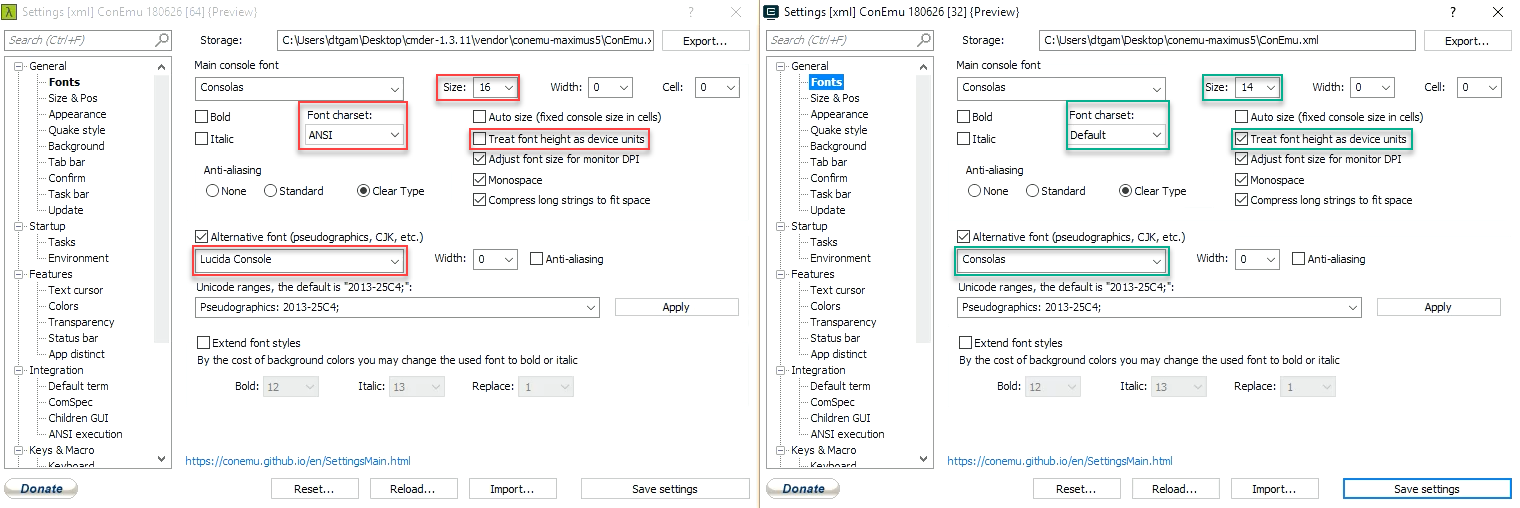 Settings [xml] ConEmu 180626 [64] {Preview}
Search (Ctrl+F)
Storage: C:\Users\dtgam\Desktop\cmder-1.3.11\vendor\conemu-maximus5\ConEmu.x Export...
General
Fonts
Size & Pos
Appearance
Quake style
Background
Tab bar
Confirm
Task bar
Update
Startup
Tasks
Environment
Features
Text cursor
Colors
Transparency
Status bar
App distinct
Integration
Default term
ComSpec
Children GUI
ANSI execution
Keys & Macro
Keyboard
Main console font
Consolas Size: 16 Width: 0 Cell: 0
Bold Font charset: Auto size (fixed console size in cells)
Italic ANSI Treat font height as device units
Adjust font size for monitor DPI
Anti-aliasing Monospace
None Standard Clear Type Compress long strings to fit space
Alternative font (pseudographics, CJK, etc.)
Lucida Console Width: 0 Anti-aliasing
Unicode ranges, the default is "2013-25C4;":
Pseudographics: 2013-25C4; Apply
Extend font styles
By the cost of background colors you may change the used font to bold or italic
Bold: 12 Italic: 13 Replace: 1
https://conemu.github.io/en/SettingsMain.html
Donate Reset... Reload... Import... Save settings
Settings [xml] ConEmu 180626 [32] {Preview}
Search (Ctrl+F)
Storage: C:\Users\dtgam\Desktop\conemu-maximus5\ConEmu.xml Export...
General
Fonts
Size & Pos
Appearance
Quake style
Background
Tab bar
Confirm
Task bar
Update
Startup
Tasks
Environment
Features
Text cursor
Colors
Transparency
Status bar
App distinct
Integration
Default term
ComSpec
Children GUI
ANSI execution
Keys & Macro
Keyboard
Main console font
Consolas Size: 14 Width: 0 Cell: 0
Bold Font charset: Auto size (fixed console size in cells)
Italic Default Treat font height as device units
Adjust font size for monitor DPI
Anti-aliasing Monospace
None Standard Clear Type Compress long strings to fit space
Alternative font (pseudographics, CJK, etc.)
Consolas Width: 0 Anti-aliasing
Unicode ranges, the default is "2013-25C4;":
Pseudographics: 2013-25C4; Apply
Extend font styles
By the cost of background colors you may change the used font to bold or italic
Bold: 12 Italic: 13 Replace: 1
https://conemu.github.io/en/SettingsMain.html
Donate Reset... Reload... Import... Save settings